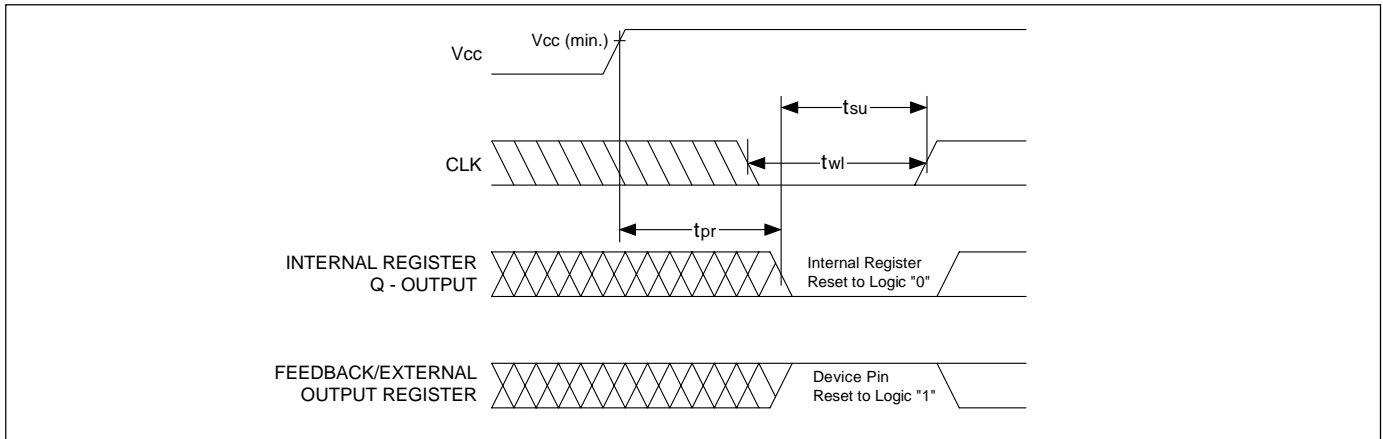 Vcc (min.)
Vcc
tsu
CLK
twl
tpr
INTERNAL REGISTER
Q - OUTPUT
Internal Register
Reset to Logic "0"
FEEDBACK/EXTERNAL
OUTPUT REGISTER
Device Pin
Reset to Logic "1"